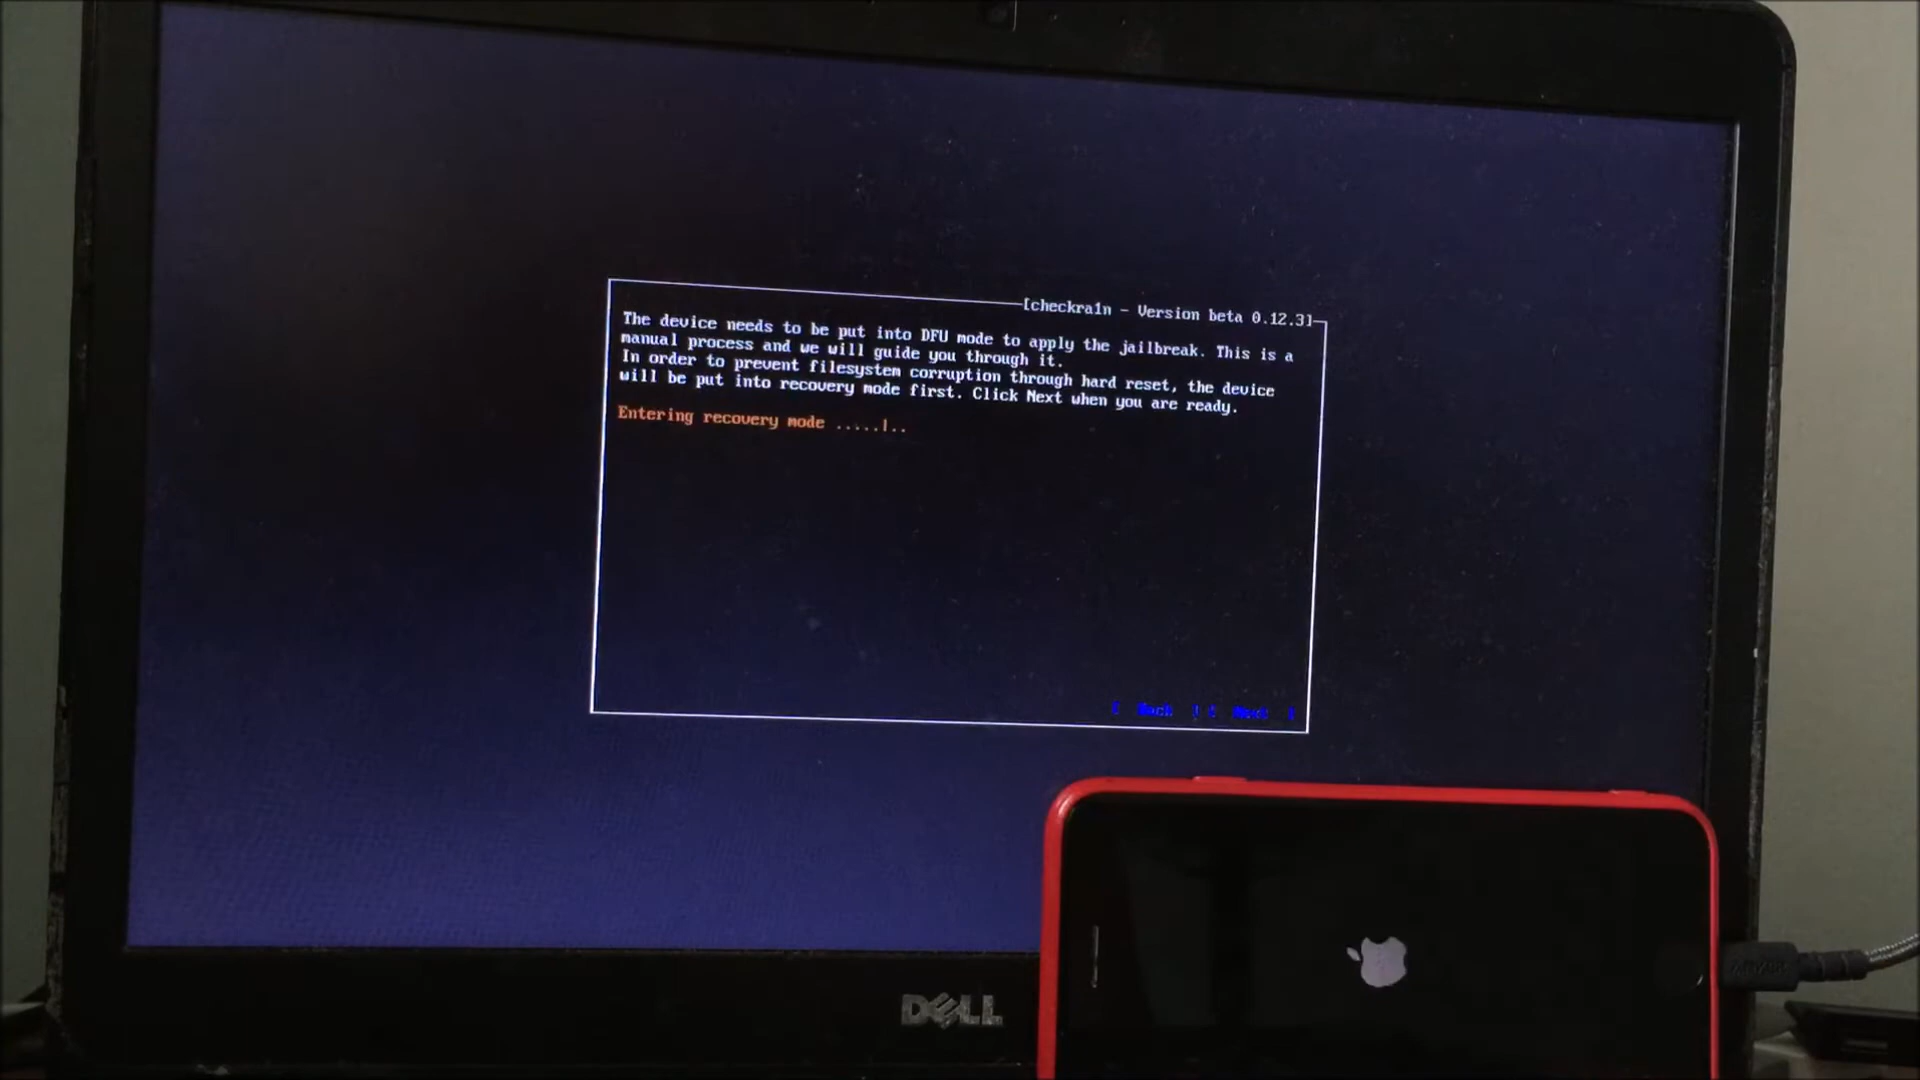 [checkra1n - Version beta 0.12.3]
The device needs to be put into DFU mode to apply the jailbreak. This is a
manual process and we will guide you through it.
In order to prevent filesystem corruption through hard reset, the device
will be put into recovery mode first. Click Next when you are ready.
Entering recovery mode .....|..
[ Back ] [ Next ]
DELL